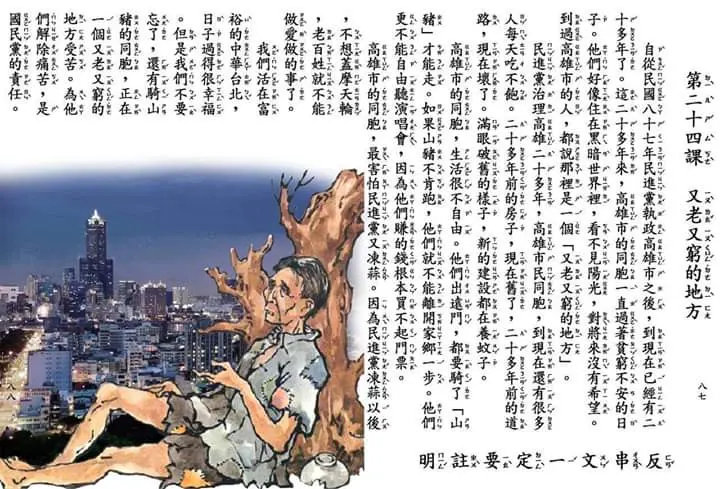 第二十四課　又老又窮的地方
自從民國八十七年民進黨執政高雄市之後，到現在已經有二
十多年了。這二十多年來，高雄市的同胞一直過著貧窮不安的日
子。他們好像住在黑暗世界裡，看不見陽光，對將來沒有希望。
到過高雄市的人，都說那裡是一個「又老又窮的地方」。
民進黨治理高雄二十多年，高雄市民同胞，到現在還有很多
人每天吃不飽。二十多年前的房子，現在舊了，二十多年前的道
路，現在壞了。滿眼破舊的樣子，新的建設都在養蚊子。
高雄市的同胞，生活很不自由。他們出遠門，都要騎了「山
豬」才能走。如果山豬不肯跑，他們就不能離開家鄉一步。他們
更不能自由聽演唱會，因為他們賺的錢根本買不起門票。
高雄市的同胞，最害怕民進黨又凍蒜。因為民進黨凍蒜以後
，不想蓋摩天輪
，老百姓就不能
做愛做的事了。
我們活在富
裕的中華台北，
日子過得很幸福
。但是我們不要
忘了，還有騎山
豬的同胞，正在
一個又老又窮的
地方受苦。為他
們解除痛苦，是
國民黨的責任。
八七
八八
反串文一定要註明